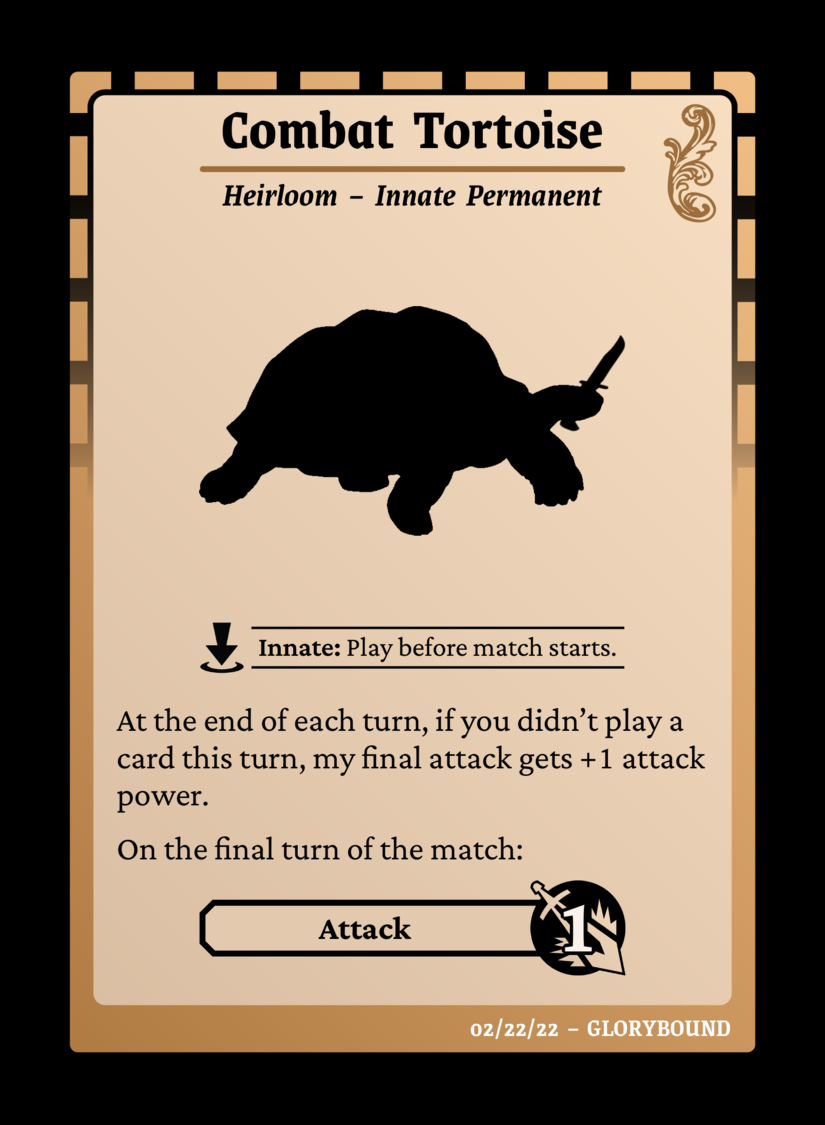 Combat Tortoise
Heirloom – Innate Permanent
Innate: Play before match starts.
At the end of each turn, if you didn’t play a
card this turn, my final attack gets +1 attack
power.
On the final turn of the match:
Attack
1
02/22/22 – GLORYBOUND